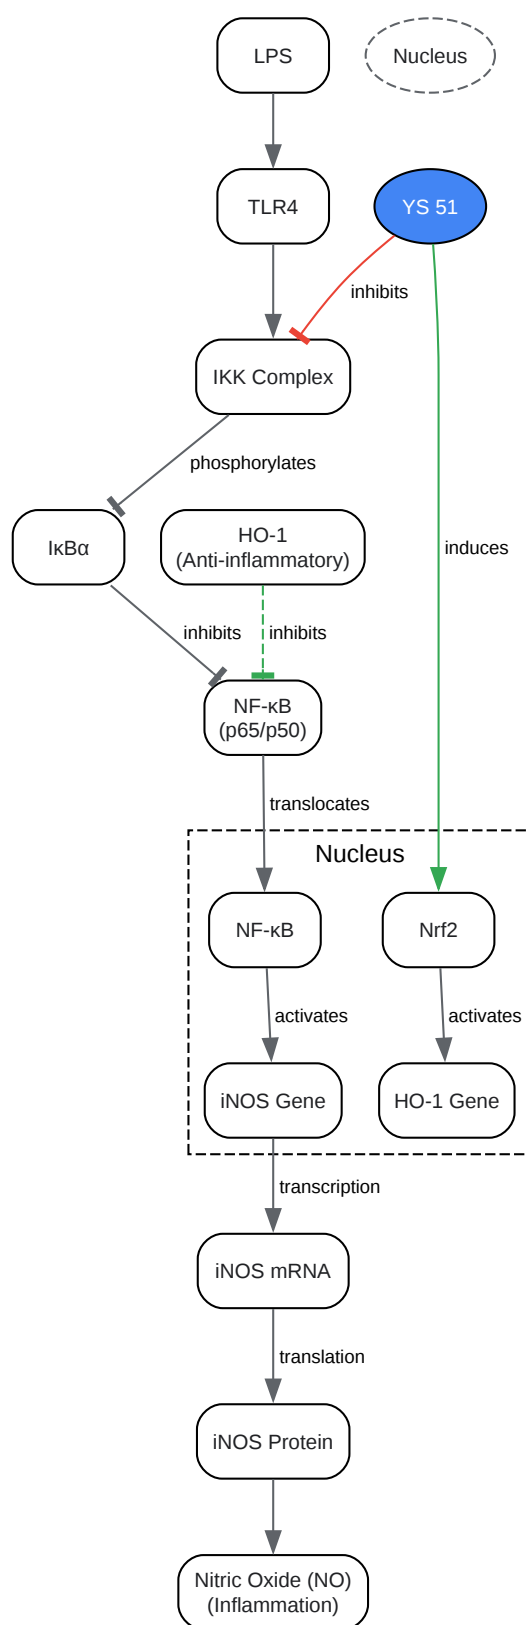 LPS
Nucleus
TLR4
YS 51
inhibits
IKK Complex
phosphorylates
IκBα
HO-1
(Anti-inflammatory)
induces
inhibits
inhibits
NF-κB
(p65/p50)
translocates
Nucleus
NF-κB
Nrf2
activates
activates
iNOS Gene
HO-1 Gene
transcription
iNOS mRNA
translation
iNOS Protein
Nitric Oxide (NO)
(Inflammation)